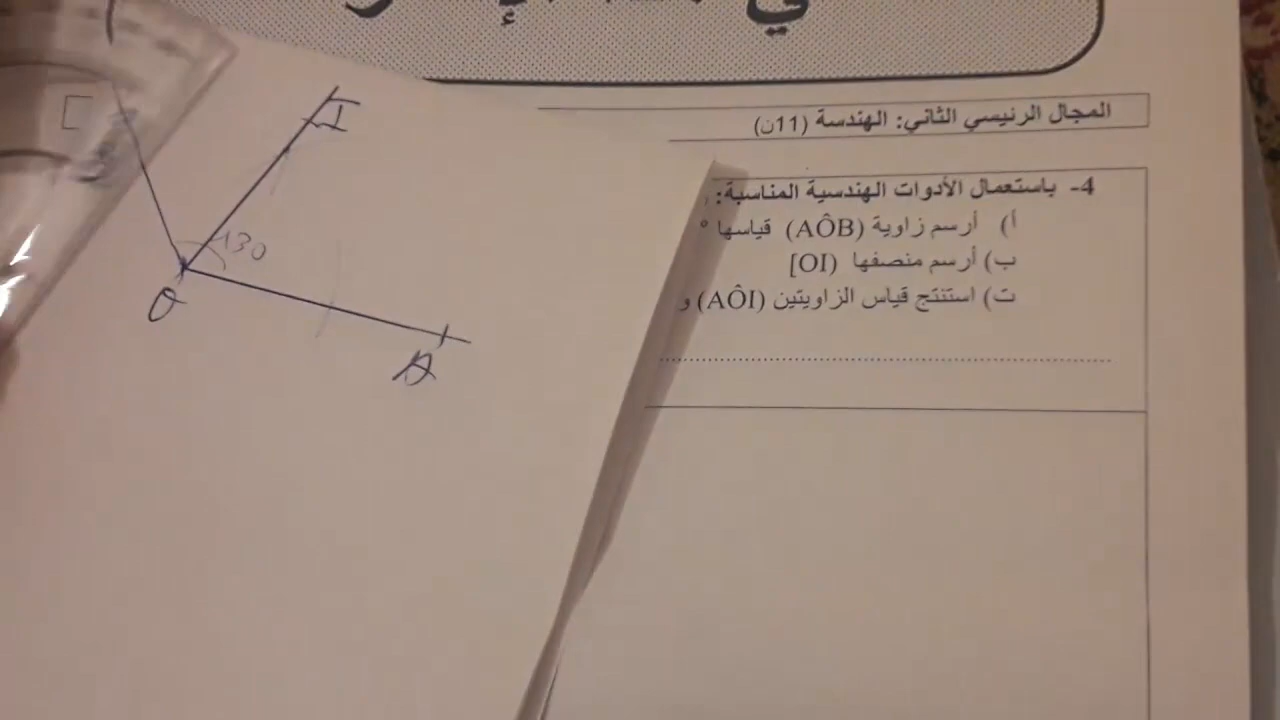 المجال الرئيسي الثاني: الهندسة (11ن)
4- باستعمال الأدوات الهندسية المناسبة:
أ) أرسم زاوية (AÔB) قياسها °
ب) أرسم منصفها (OI]
ت) استنتج قياس الزاويتين (AÔI) و
I
130
O
A